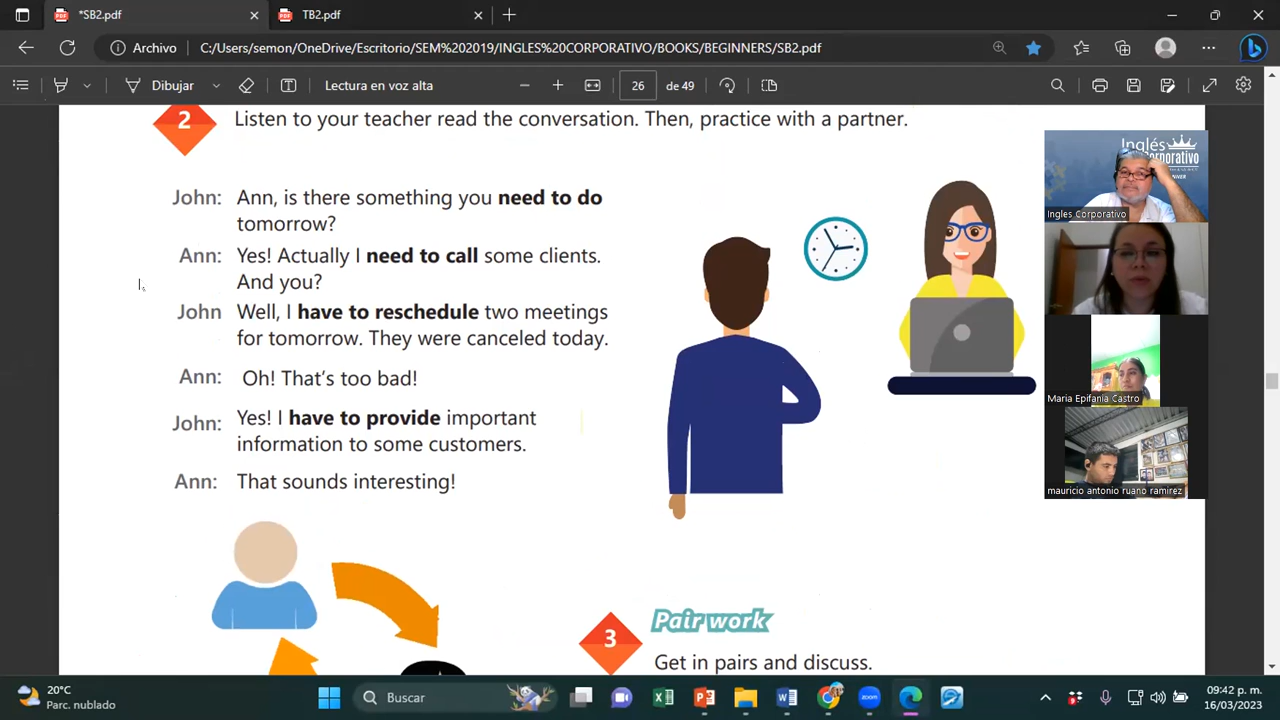 *SB2.pdf
TB2.pdf
Archivo C:/Users/semon/OneDrive/Escritorio/SEM%202019/INGLES%20CORPORATIVO/BOOKS/BEGINNERS/SB2.pdf
Dibujar
Lectura en voz alta
26 de 49
2 Listen to your teacher read the conversation. Then, practice with a partner.
John: Ann, is there something you need to do
tomorrow?
Ann: Yes! Actually I need to call some clients.
And you?
John Well, I have to reschedule two meetings
for tomorrow. They were canceled today.
Ann: Oh! That's too bad!
John: Yes! I have to provide important
information to some customers.
Ann: That sounds interesting!
3 Pair work
Get in pairs and discuss.
Inglés
Corporativo
Ingles Corporativo
Maria Epifania Castro
mauricio antonio ruano ramirez
20°C
Parc. nublado
Buscar
09:42 p. m.
16/03/2023